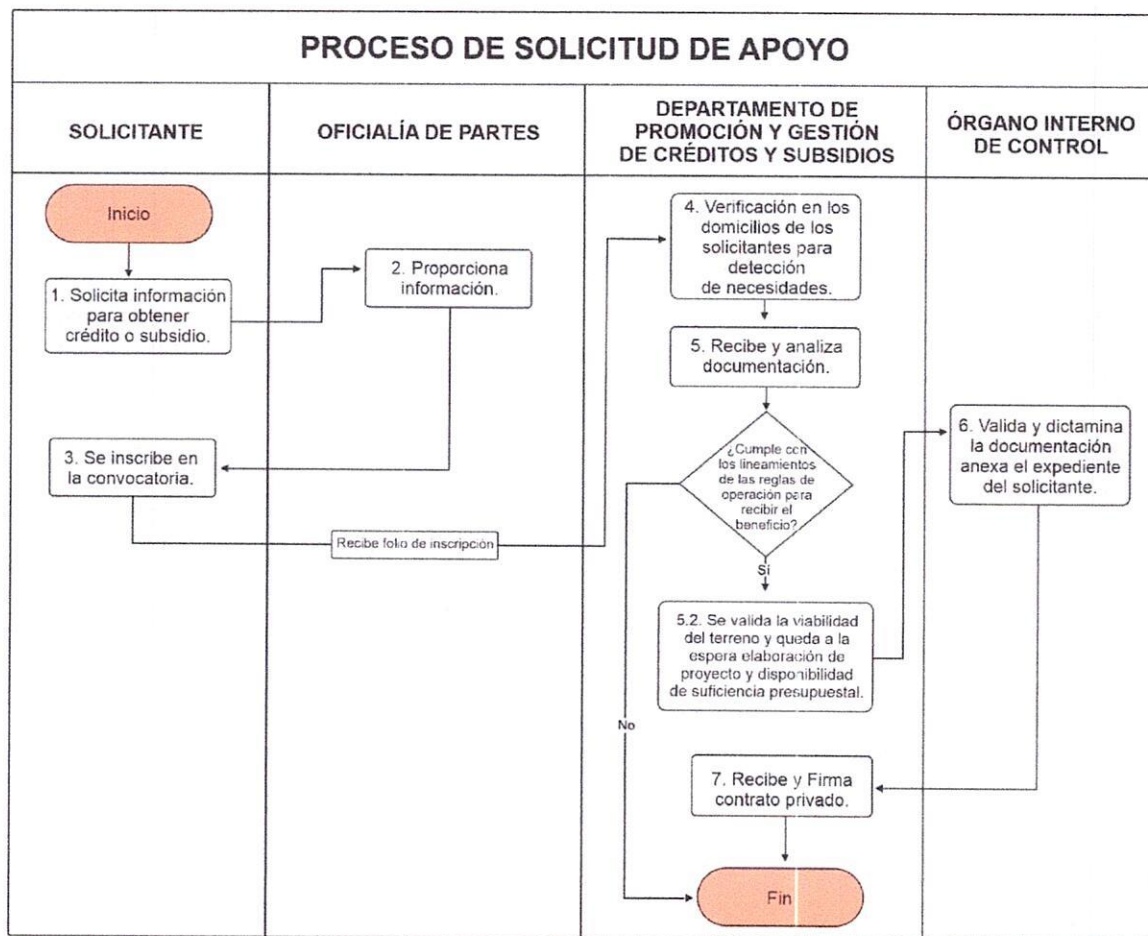 PROCESO DE SOLICITUD DE APOYO
SOLICITANTE
OFICIALÍA DE PARTES
DEPARTAMENTO DE
PROMOCIÓN Y GESTIÓN
DE CRÉDITOS Y SUBSIDIOS
ÓRGANO INTERNO
DE CONTROL
Inicio
1. Solicita información
para obtener
crédito o subsidio.
2. Proporciona
información.
3. Se inscribe en
la convocatoria.
Recibe folio de inscripción
4. Verificación en los
domicilios de los
solicitantes para
detección
de necesidades.
5. Recibe y analiza
documentación.
¿Cumple con
los lineamientos
de las reglas de
operación para
recibir el
beneficio?
Sí
No
5.2. Se valida la viabilidad
del terreno y queda a la
espera elaboración de
proyecto y disponibilidad
de suficiencia presupuestal.
6. Valida y dictamina
la documentación
anexa el expediente
del solicitante.
7. Recibe y Firma
contrato privado.
Fin